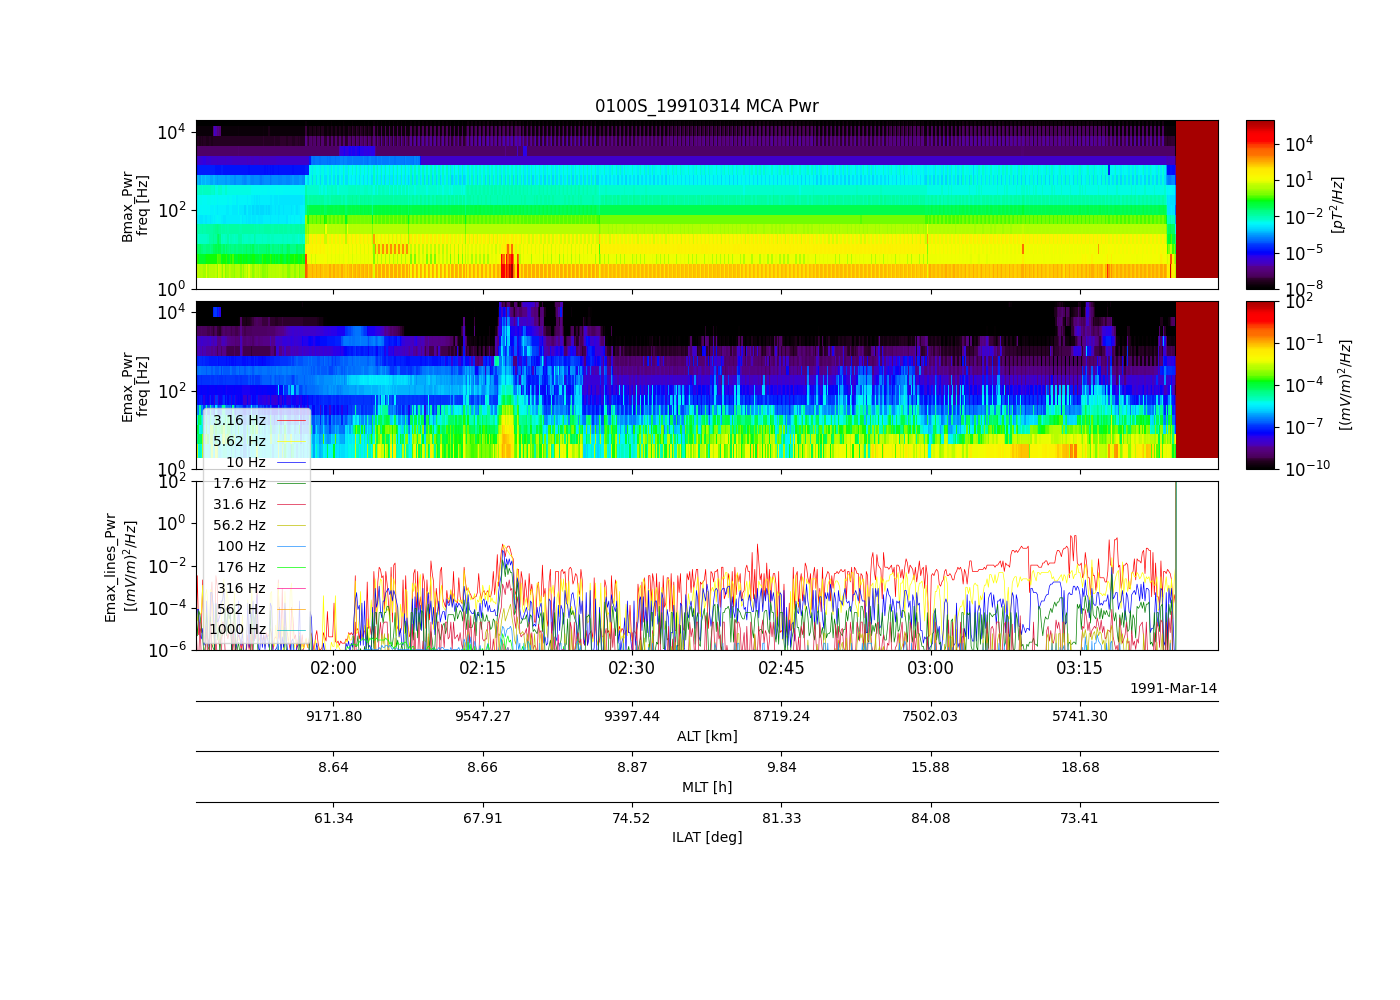 0100S_19910314 MCA Pwr
Bmax_Pwr
freq [Hz]
10^4
10^2
10^0
10^4
10^1
10^-2
10^-5
10^-8
[pT^2/Hz]
Emax_Pwr
freq [Hz]
10^4
10^2
10^0
10^2
10^-1
10^-4
10^-7
10^-10
[(mV/m)^2/Hz]
Emax_lines_Pwr
[(mV/m)^2/Hz]
10^2
10^0
10^-2
10^-4
10^-6
3.16 Hz
5.62 Hz
10 Hz
17.6 Hz
31.6 Hz
56.2 Hz
100 Hz
176 Hz
316 Hz
562 Hz
1000 Hz
02:00 02:15 02:30 02:45 03:00 03:15
1991-Mar-14
9171.80 9547.27 9397.44 8719.24 7502.03 5741.30
ALT [km]
8.64 8.66 8.87 9.84 15.88 18.68
MLT [h]
61.34 67.91 74.52 81.33 84.08 73.41
ILAT [deg]